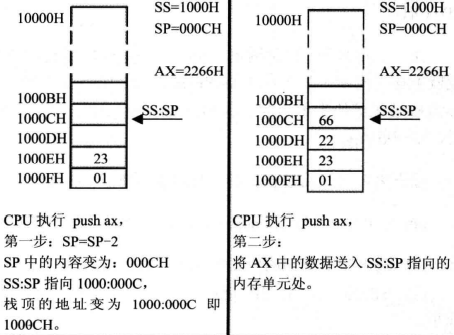 SS=1000H
10000H
SP=000CH
AX=2266H
1000BH
1000CH
SS:SP
1000DH
1000EH 23
1000FH 01
CPU 执行 push ax，
第一步：SP=SP-2
SP 中的内容变为：000CH
SS:SP 指向 1000:000C，
栈顶的地址变为 1000:000C 即
1000CH。
SS=1000H
10000H
SP=000CH
AX=2266H
1000BH
SS:SP
1000CH 66
1000DH 22
1000EH 23
1000FH 01
CPU 执行 push ax，
第二步：
将 AX 中的数据送入 SS:SP 指向的
内存单元处。